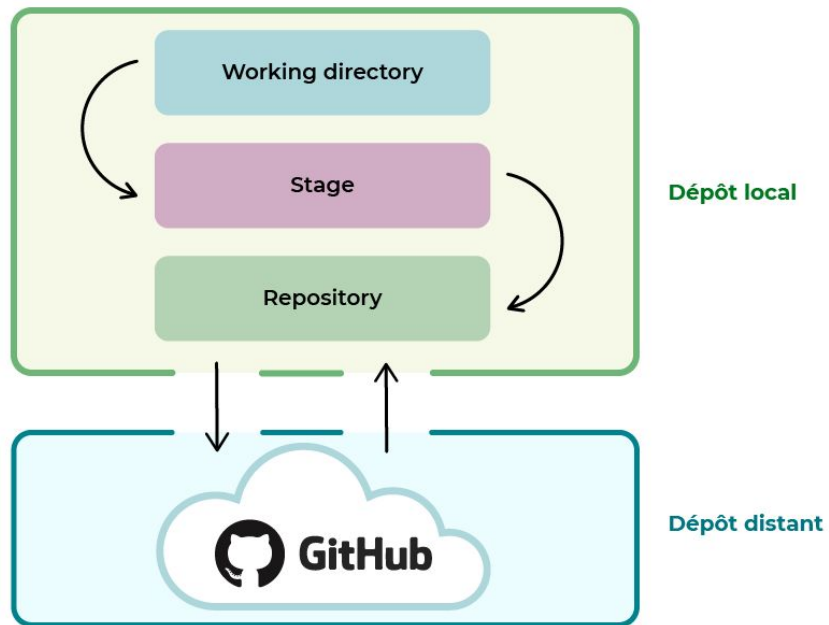 Working directory
Stage
Dépôt local
Repository
GitHub
Dépôt distant